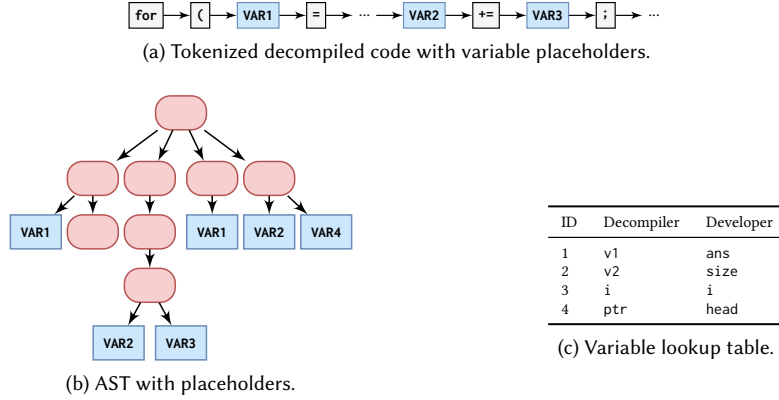 for ( VAR1 = ... VAR2 += VAR3 ; ...
(a) Tokenized decompiled code with variable placeholders.
VAR1 VAR1 VAR2 VAR4
VAR2 VAR3
(b) AST with placeholders.
ID Decompiler Developer
1 v1 ans
2 v2 size
3 i i
4 ptr head
(c) Variable lookup table.